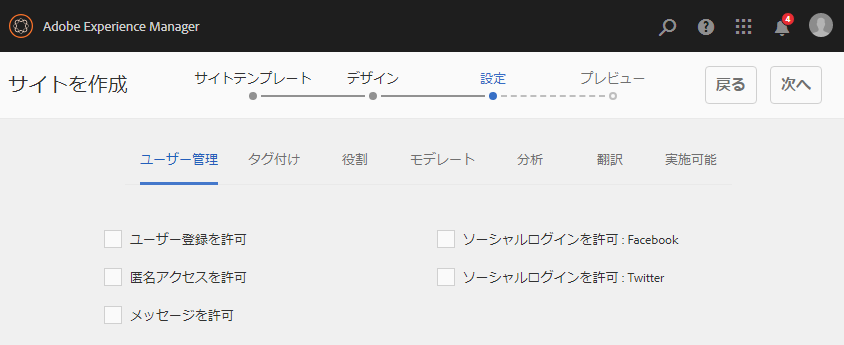 Adobe Experience Manager
4
サイトを作成
サイトテンプレート デザイン 設定 プレビュー
戻る 次へ
ユーザー管理 タグ付け 役割 モデレート 分析 翻訳 実施可能
ユーザー登録を許可 ソーシャルログインを許可 : Facebook
匿名アクセスを許可 ソーシャルログインを許可 : Twitter
メッセージを許可